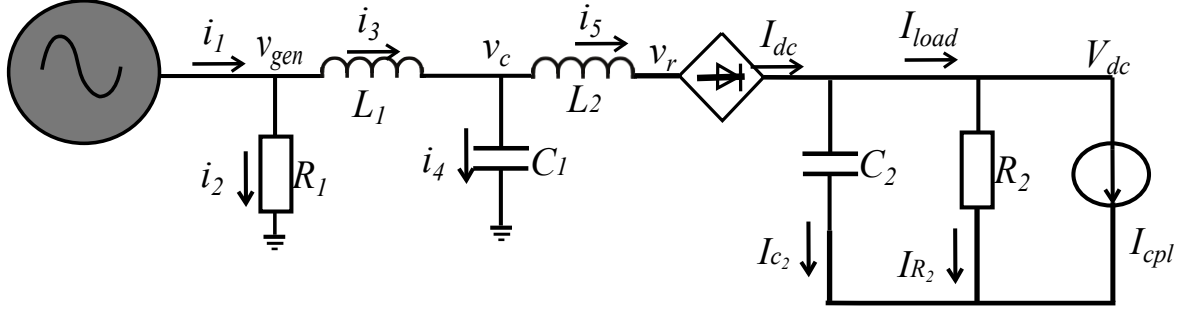 i1 vgen i3 vc i5 vr Idc Iload Vdc
L1 L2
i2 R1 i4 C1 C2 R2
Ic2 IR2 Icpl